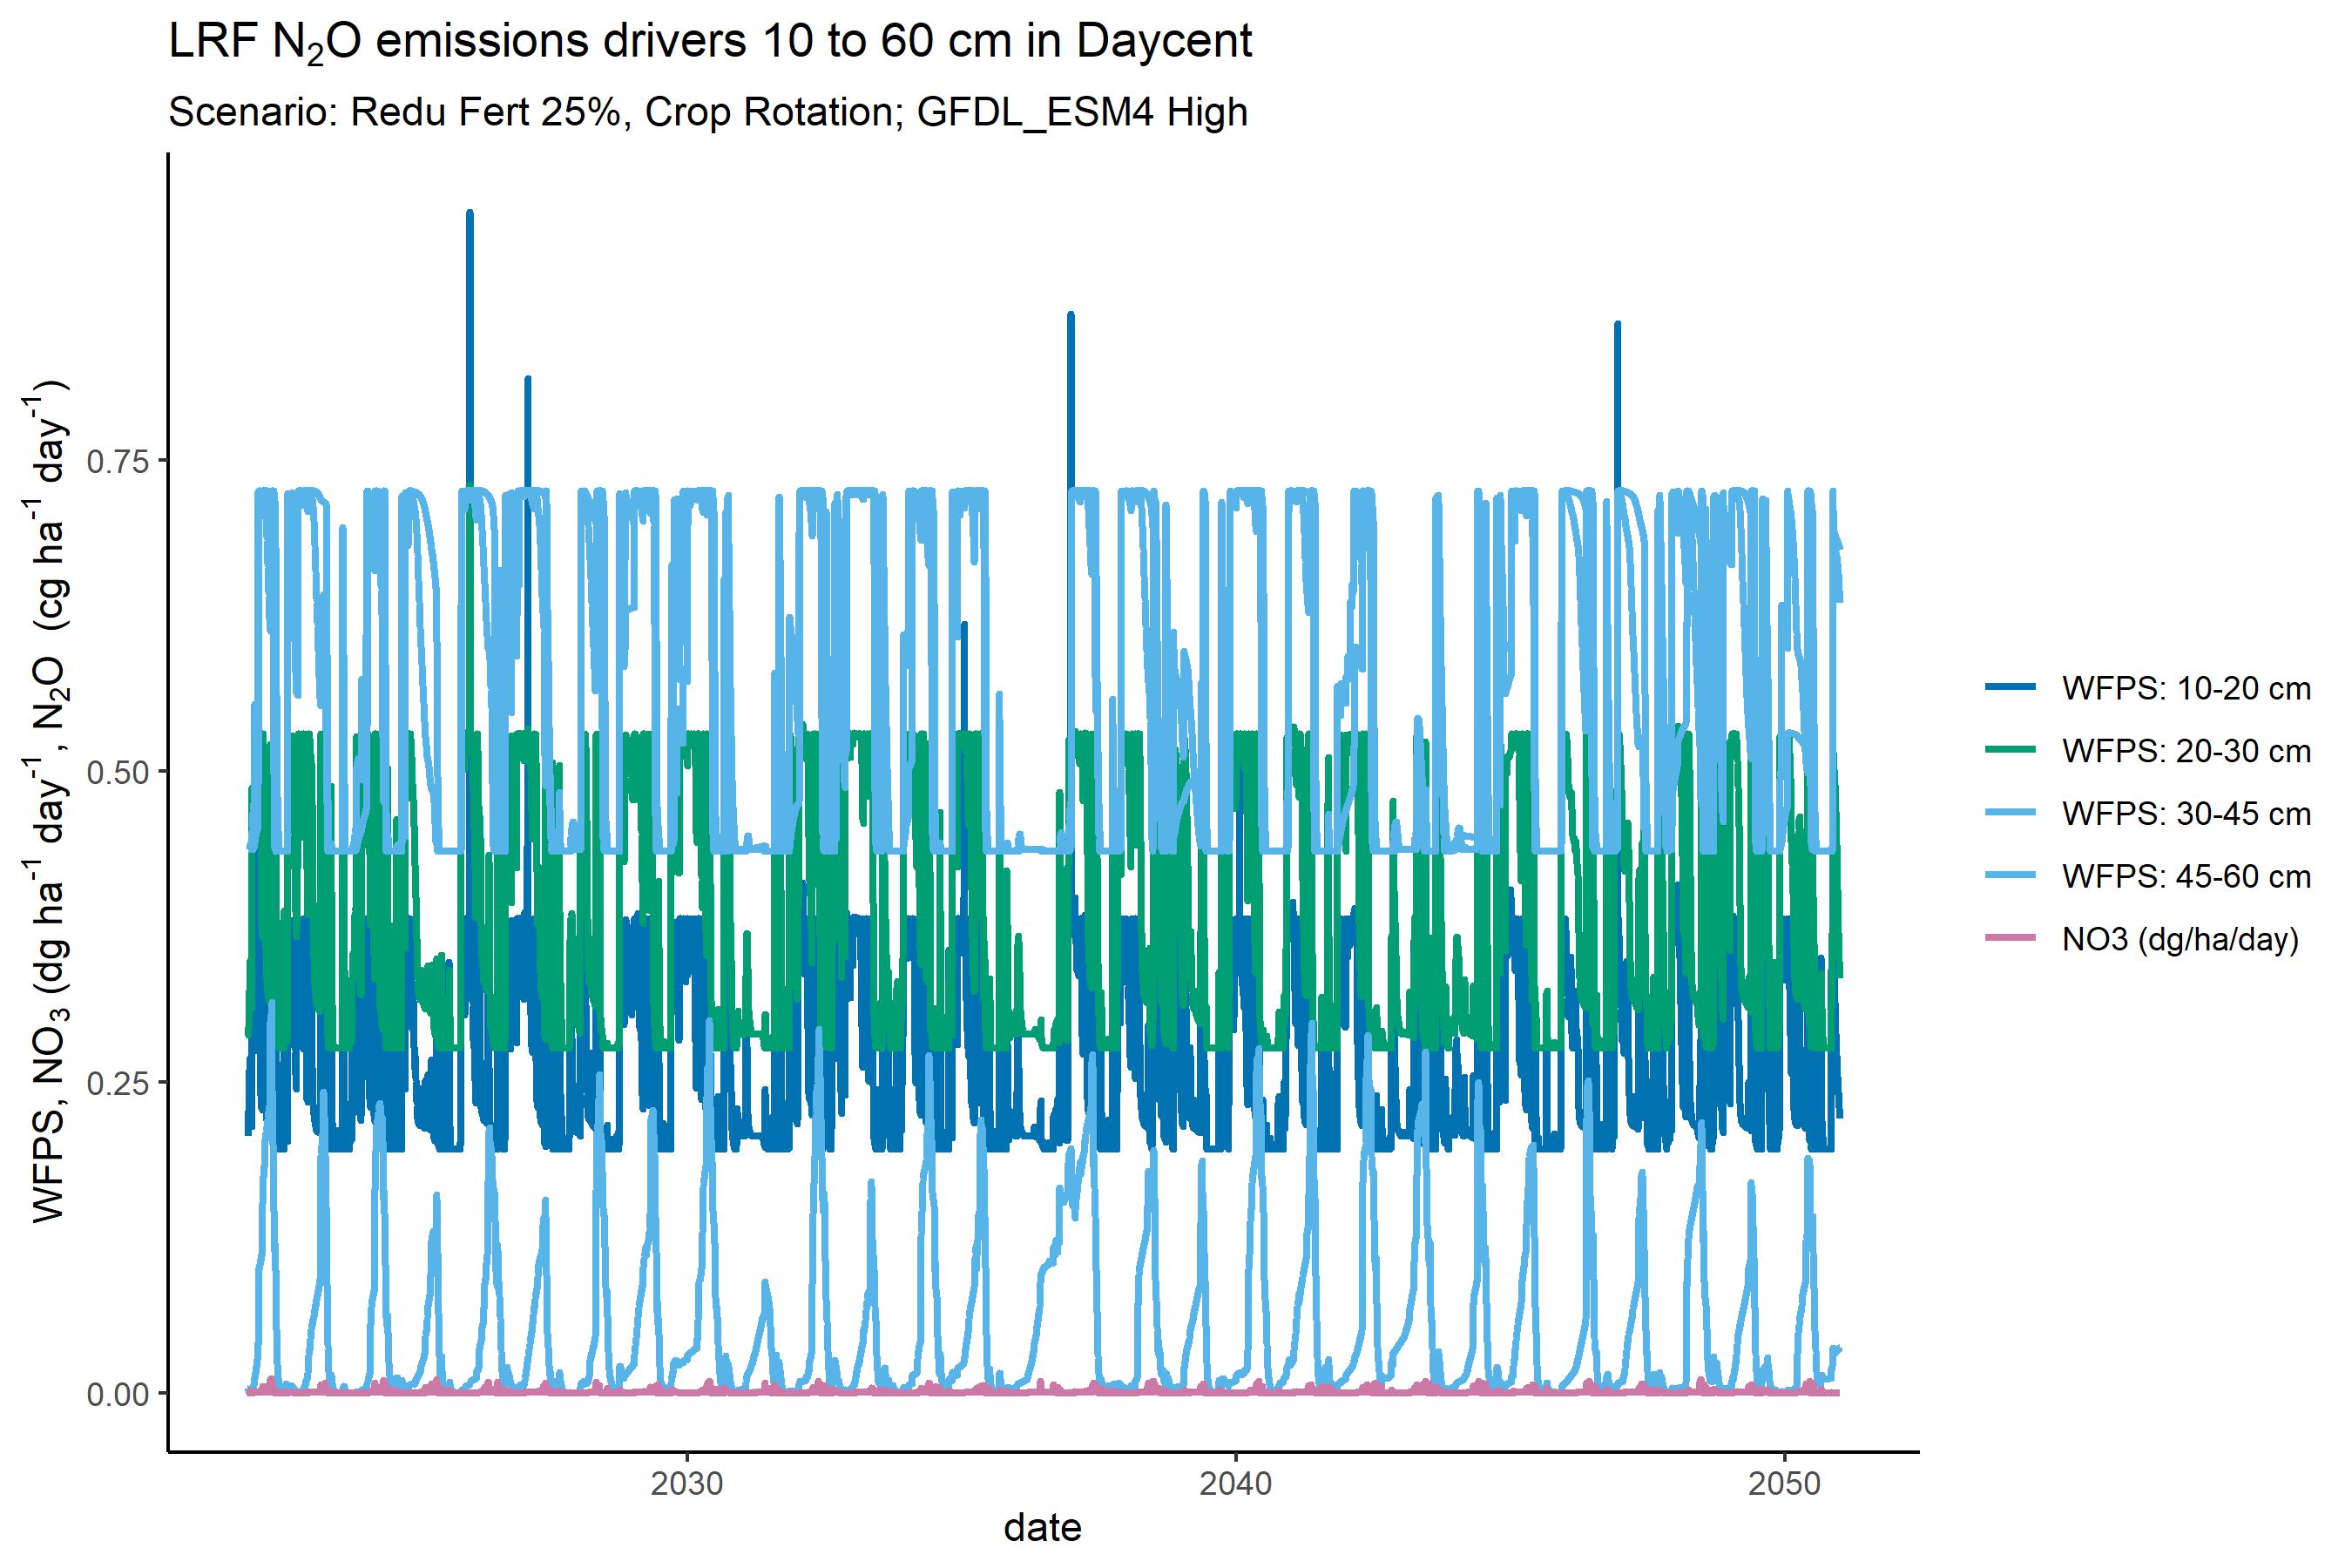 LRF N₂O emissions drivers 10 to 60 cm in Daycent
Scenario: Redu Fert 25%, Crop Rotation; GFDL_ESM4 High
WFPS, NO₃ (dg ha⁻¹ day⁻¹, N₂O (cg ha⁻¹ day⁻¹)
0.75
0.50
0.25
0.00
2030
2040
2050
date
WFPS: 10-20 cm
WFPS: 20-30 cm
WFPS: 30-45 cm
WFPS: 45-60 cm
NO3 (dg/ha/day)